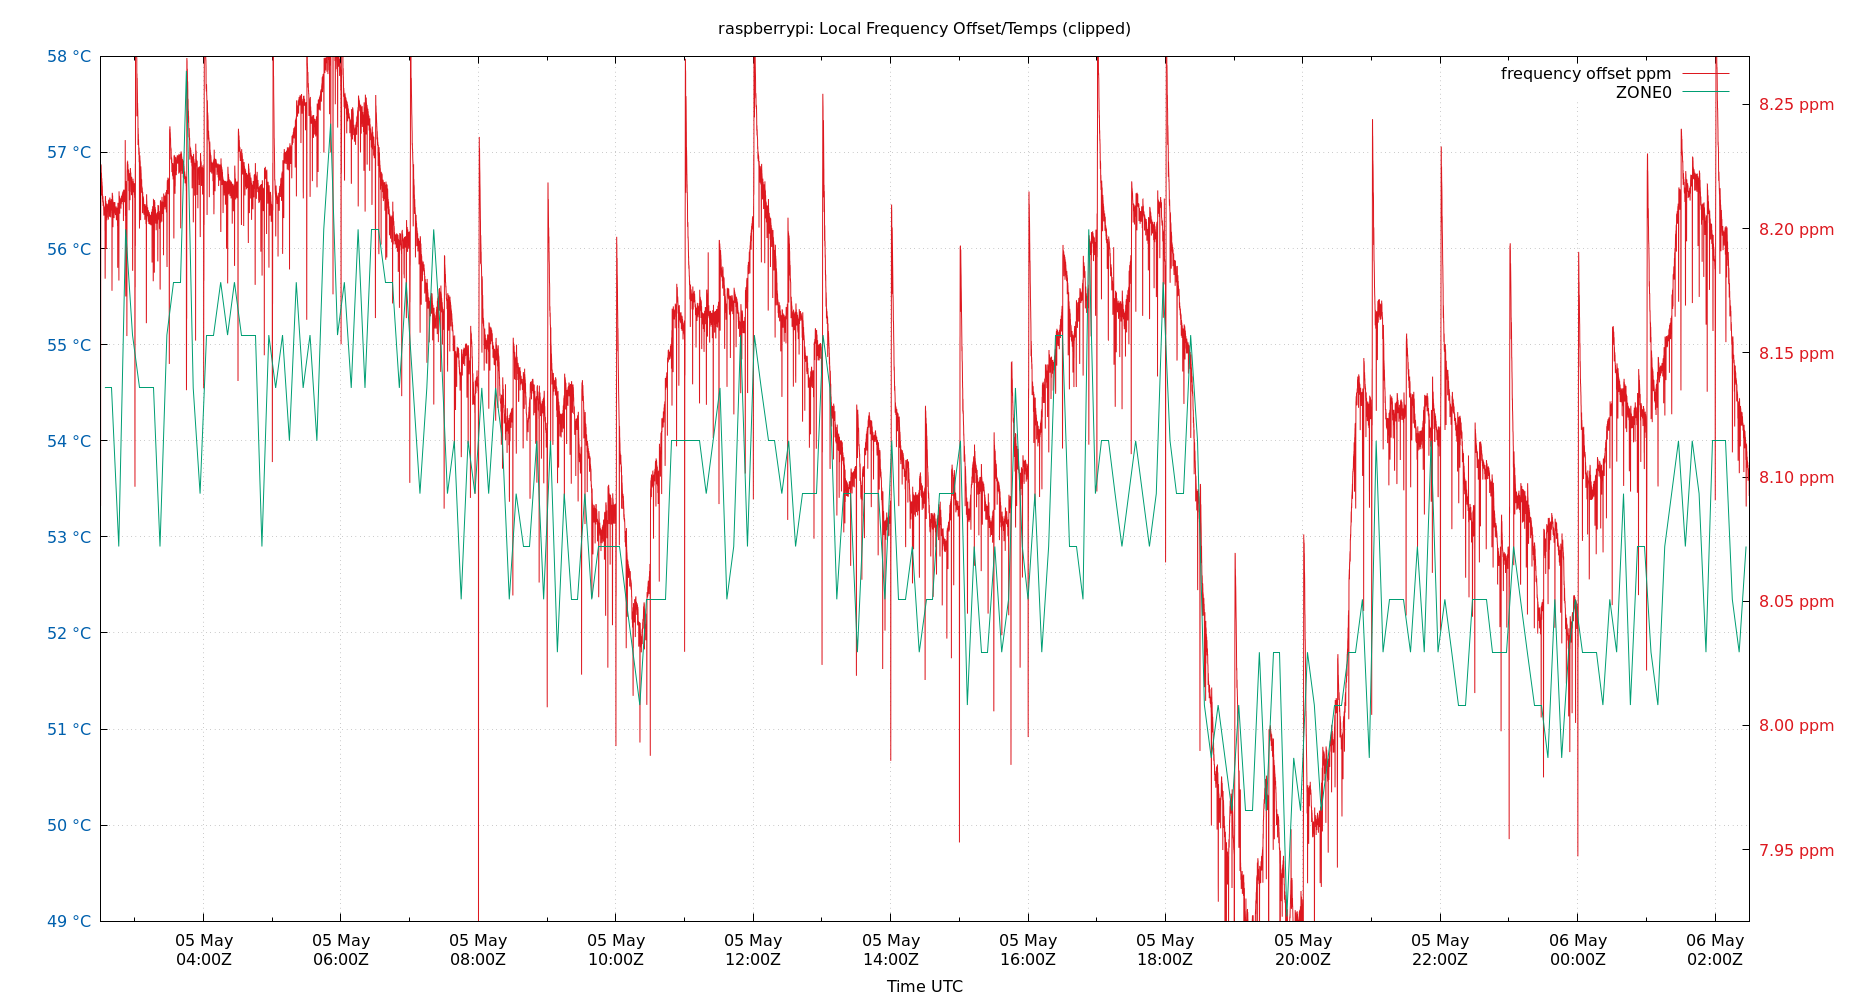 raspberrypi: Local Frequency Offset/Temps (clipped)
frequency offset ppm
ZONE0
58 °C
57 °C
56 °C
55 °C
54 °C
53 °C
52 °C
51 °C
50 °C
49 °C
8.25 ppm
8.20 ppm
8.15 ppm
8.10 ppm
8.05 ppm
8.00 ppm
7.95 ppm
05 May 05 May 05 May 05 May 05 May 05 May 05 May 05 May 05 May 05 May 06 May 06 May
04:00Z 06:00Z 08:00Z 10:00Z 12:00Z 14:00Z 16:00Z 18:00Z 20:00Z 22:00Z 00:00Z 02:00Z
Time UTC